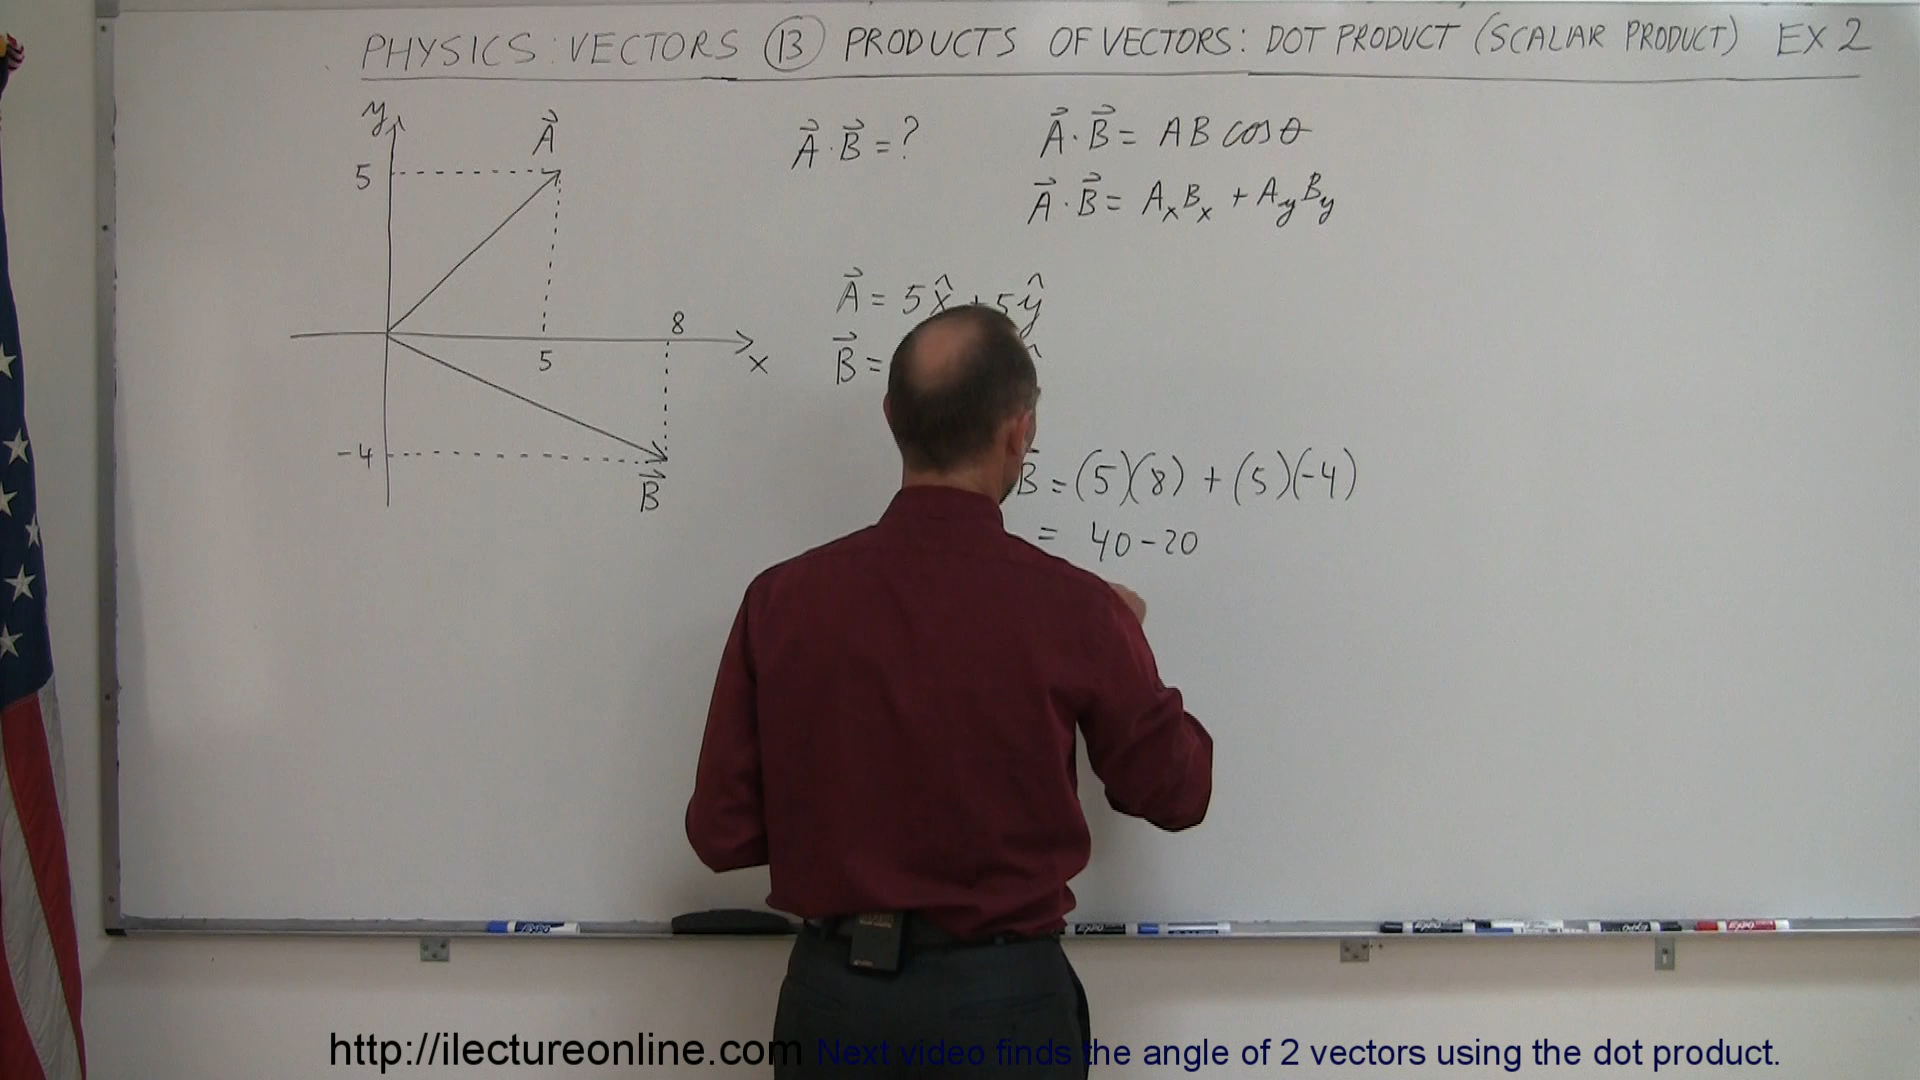 PHYSICS: VECTORS ⑬ PRODUCTS OF VECTORS: DOT PRODUCT (SCALAR PRODUCT) EX 2
y
A⃗
5
8
5
x
-4
B⃗
A⃗ · B⃗ = ?
A⃗ · B⃗ = AB cos θ
A⃗ · B⃗ = AₓBₓ + A_yB_y
A⃗ = 5x̂ + 5ŷ
B⃗ =
B = (5)(8) + (5)(-4)
= 40 - 20
http://ilectureonline.com Next video finds the angle of 2 vectors using the dot product.